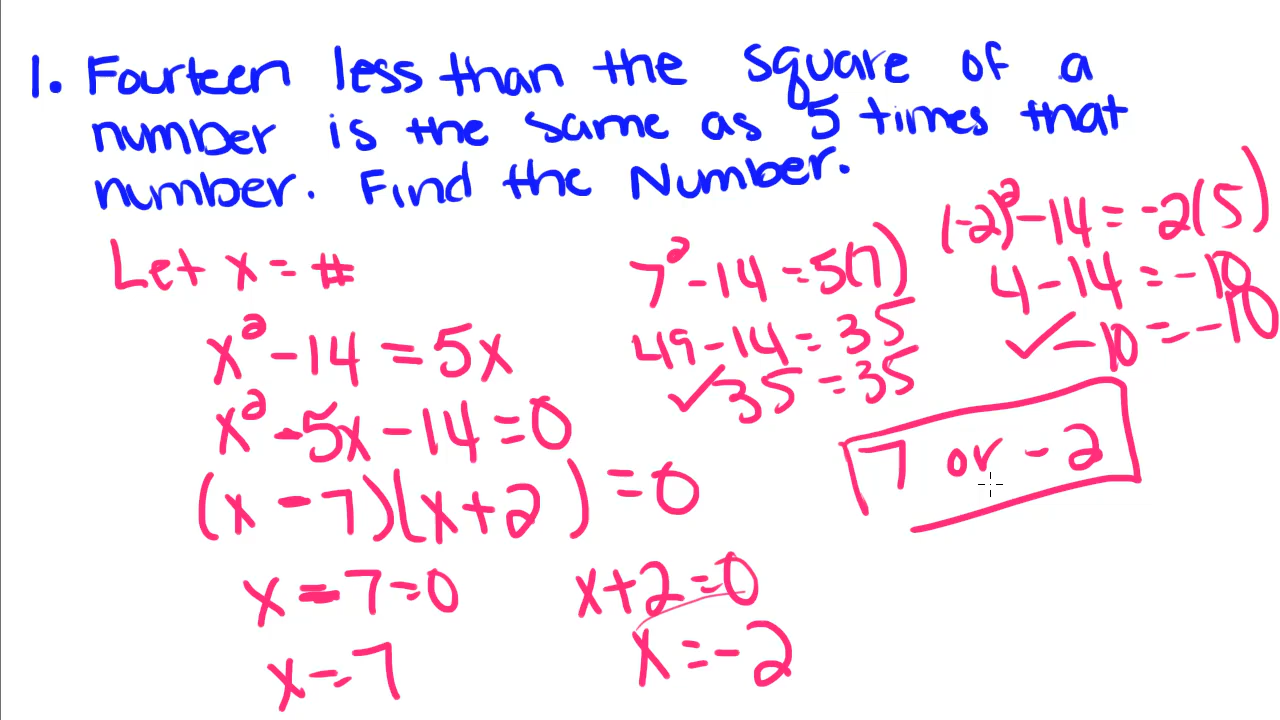 1. Fourteen less than the square of a
number is the same as 5 times that
number. Find the Number.
Let x = #
x² - 14 = 5x
x² - 5x - 14 = 0
(x - 7)(x + 2) = 0
x - 7 = 0
x = 7
x + 2 = 0
x = -2
7² - 14 = 5(7)
49 - 14 = 35
✓ 35 = 35
(-2)² - 14 = -2(5)
4 - 14 = -10
✓ -10 = -10
7 or -2